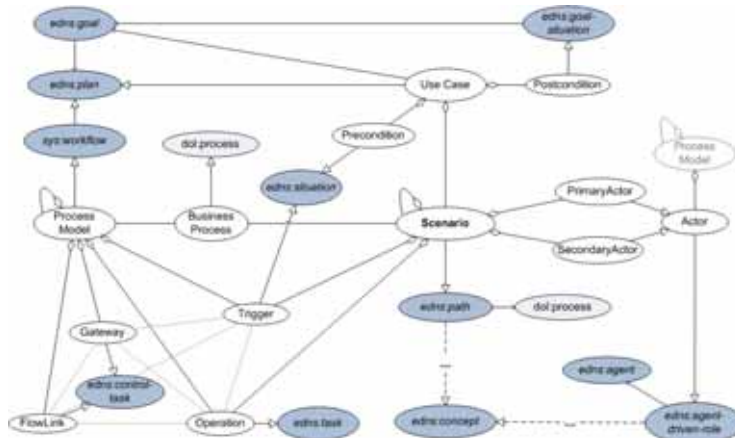 edns:goal
edns:goal-
situation
edns:plan
Use Case
Postcondition
sys:workflow
dol:process
Precondition
Process
Model
edns:situation
PrimaryActor
Process
Model
Business
Process
Scenario
Actor
SecondaryActor
edns:path
dol:process
Trigger
Gateway
edns:control-
task
edns:agent
FlowLink
Operation
edns:task
edns:concept
edns:agent-
driven-role
...
...